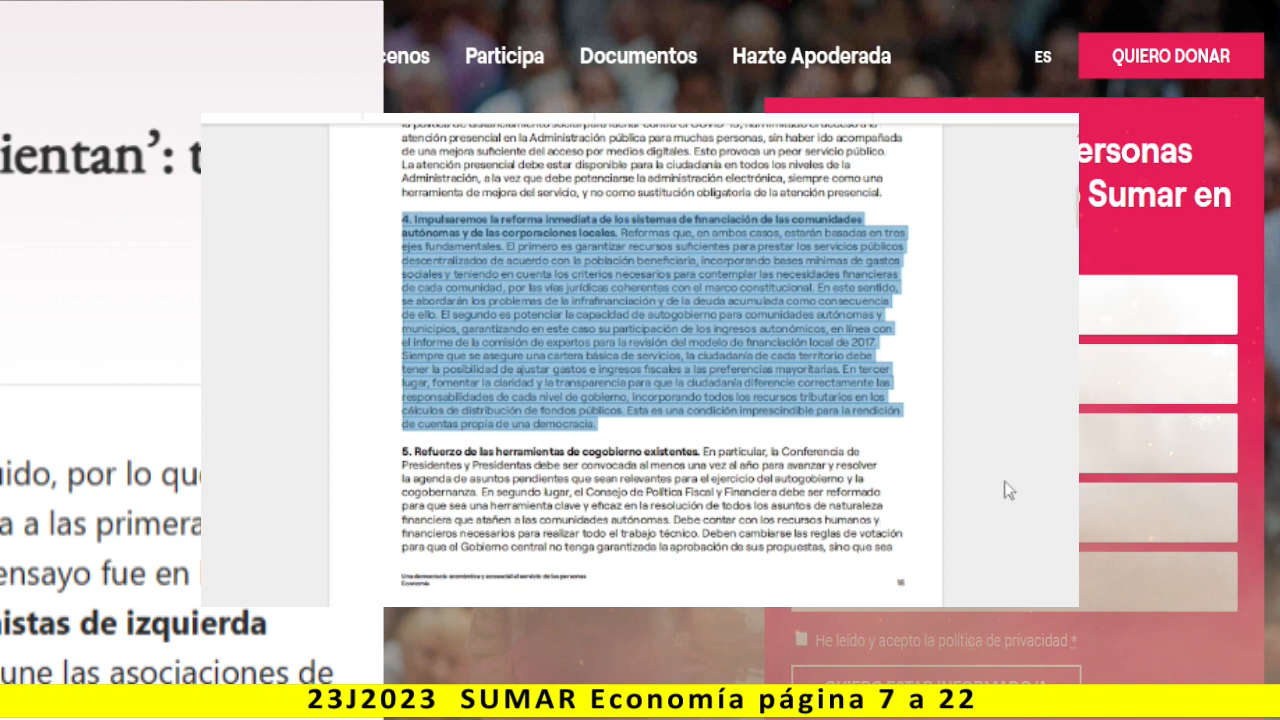 cenos Participa Documentos Hazte Apoderada ES QUIERO DONAR
ientan’: t
ersonas
Sumar en
atención presencial en la Administración pública para muchas personas, sin haber ido acompañada
de una mejora suficiente del acceso por medios digitales. Esto provoca un peor servicio público.
La atención presencial debe estar disponible para la ciudadanía en todos los niveles de la
Administración, a la vez que debe potenciarse la administración electrónica, siempre como una
herramienta de mejora del servicio, y no como sustitución obligatoria de la atención presencial.
4. Impulsaremos la reforma inmediata de los sistemas de financiación de las comunidades
autónomas y de las corporaciones locales. Reformas que, en ambos casos, estarán basadas en tres
ejes fundamentales. El primero es garantizar recursos suficientes para prestar los servicios públicos
descentralizados de acuerdo con la población beneficiaria, incorporando bases mínimas de gastos
sociales y teniendo en cuenta los criterios necesarios para contemplar las necesidades financieras
de cada comunidad, por las vías jurídicas coherentes con el marco constitucional. En este sentido,
se abordarán los problemas de la infrafinanciación y de la deuda acumulada como consecuencia
de ello. El segundo es potenciar la capacidad de autogobierno para comunidades autónomas y
municipios, garantizando en este caso su participación de los ingresos autonómicos, en línea con
el informe de la comisión de expertos para la revisión del modelo de financiación local de 2017.
Siempre que se asegure una cartera básica de servicios, la ciudadanía de cada territorio debe
tener la posibilidad de ajustar gastos e ingresos fiscales a las preferencias mayoritarias. En tercer
lugar, fomentar la claridad y la transparencia para que la ciudadanía diferencie correctamente las
responsabilidades de cada nivel de gobierno, incorporando todos los recursos tributarios en los
cálculos de distribución de fondos públicos. Esta es una condición imprescindible para la rendición
de cuentas propia de una democracia.
5. Refuerzo de las herramientas de cogobierno existentes. En particular, la Conferencia de
Presidentes y Presidentas debe ser convocada al menos una vez al año para avanzar y resolver
la agenda de asuntos pendientes que sean relevantes para el ejercicio del autogobierno y la
cogobernanza. En segundo lugar, el Consejo de Política Fiscal y Financiera debe ser reformado
para que sea una herramienta clave y eficaz en la resolución de todos los asuntos de naturaleza
financiera que atañen a las comunidades autónomas. Debe contar con los recursos humanos y
financieros necesarios para realizar todo el trabajo técnico. Deben cambiarse las reglas de votación
para que el Gobierno central no tenga garantizada la aprobación de sus propuestas, sino que sea
Una democracia económica y ecosocial al servicio de las personas
Economía 18
uido, por lo que
a a las primera
ensayo fue en
nistas de izquierda
une las asociaciones de
He leído y acepto la política de privacidad *
23J2023 SUMAR Economía página 7 a 22